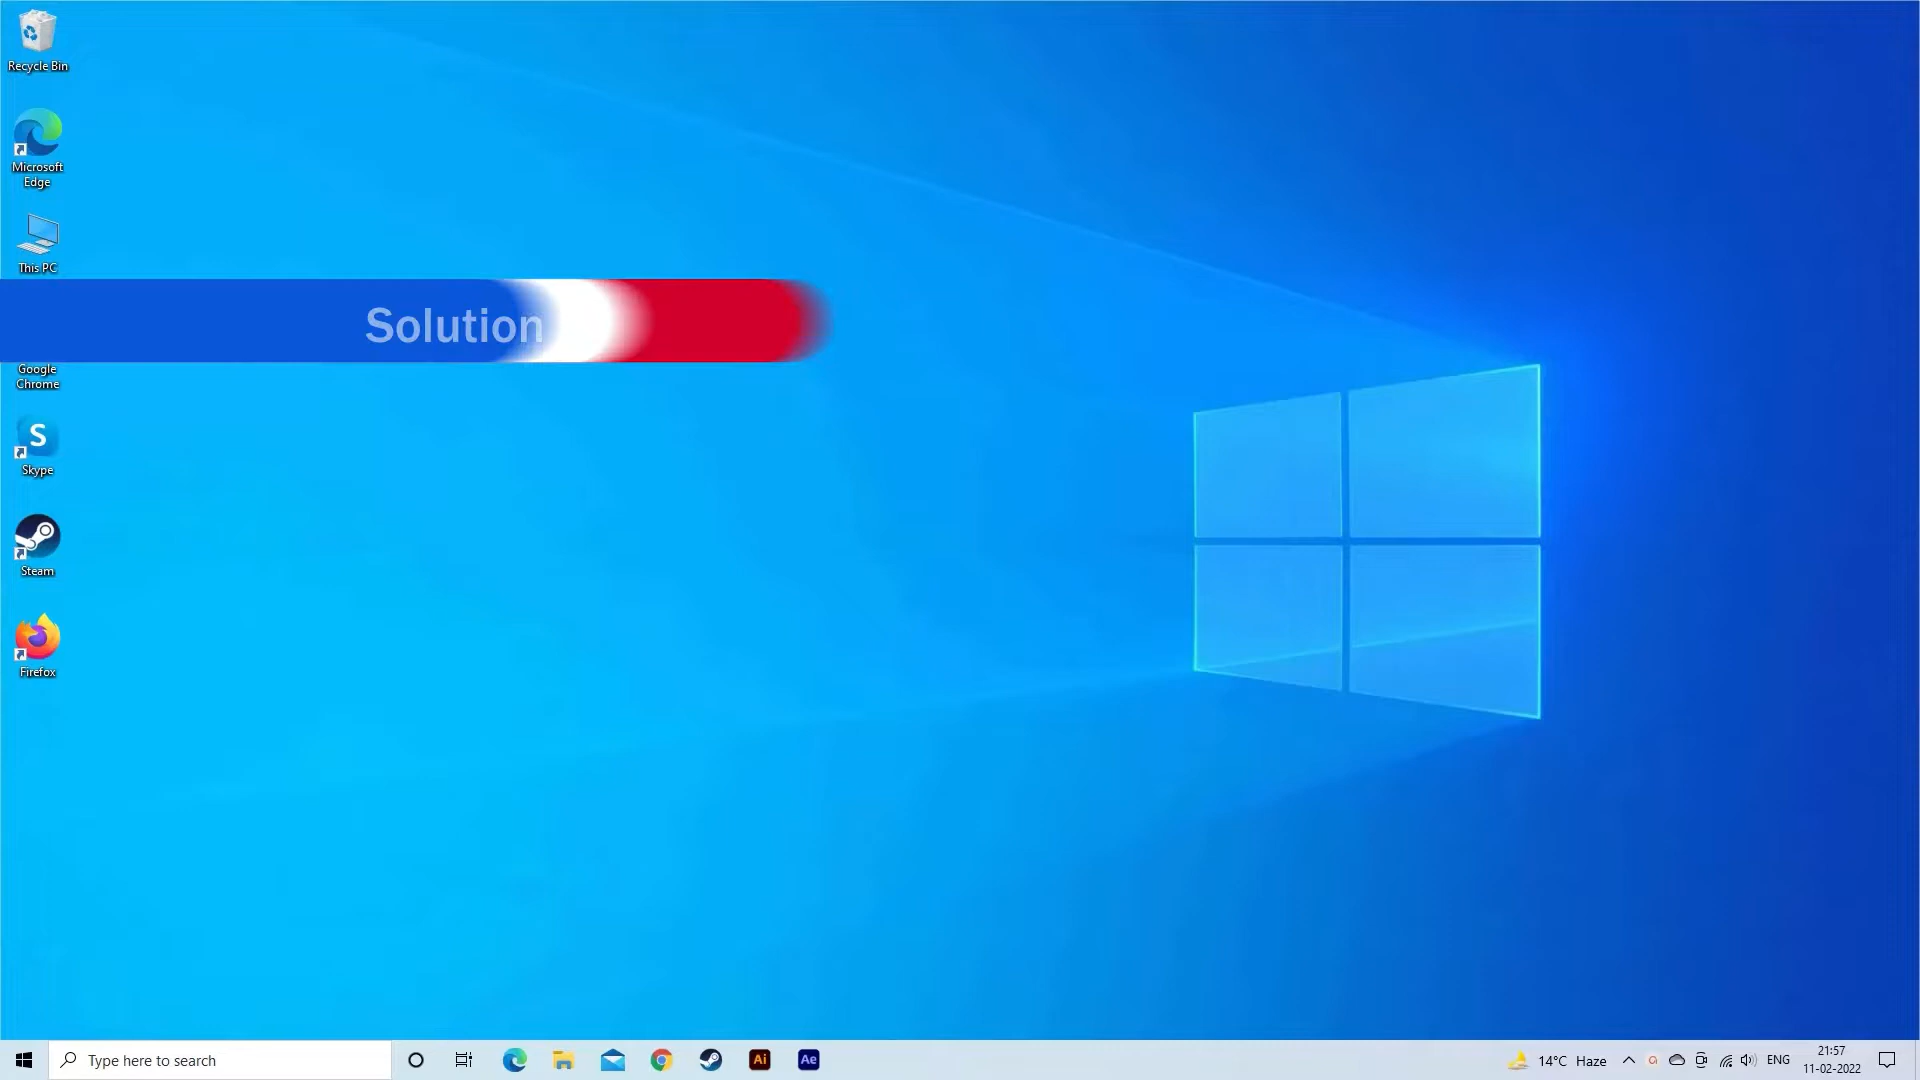 Recycle Bin
Microsoft
Edge
This PC
Solution
Google
Chrome
S
Skype
Steam
Firefox
Type here to search
Ai
Ae
14°C Haze
ENG
21:57
11-02-2022